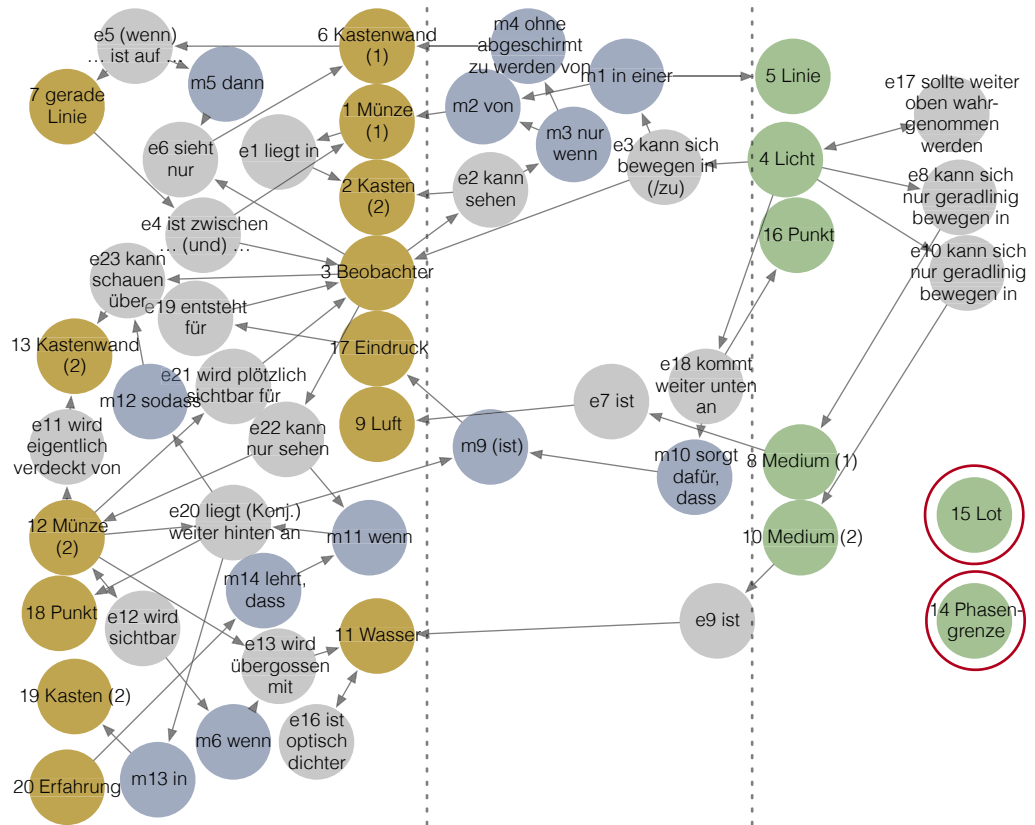 e5 (wenn)
… ist auf …
6 Kastenwand
(1)
m4 ohne
abgeschirmt
zu werden von
m1 in einer
5 Linie
e17 sollte weiter
oben wahr-
genommen
werden
7 gerade
Linie
m5 dann
1 Münze
(1)
m2 von
m3 nur
wenn
e6 sieht
nur
e1 liegt in
e3 kann sich
bewegen in
(/zu)
4 Licht
e8 kann sich
nur geradlinig
bewegen in
2 Kasten
(2)
e2 kann
sehen
e4 ist zwischen
… (und) …
16 Punkt
e10 kann sich
nur geradlinig
bewegen in
e23 kann
schauen
über
3 Beobachter
e19 entsteht
für
13 Kastenwand
(2)
17 Eindruck
e21 wird plötzlich
sichtbar für
e18 kommt
weiter unten
an
m12 sodass
e7 ist
9 Luft
e11 wird
eigentlich
verdeckt von
e22 kann
nur sehen
m9 (ist)
m10 sorgt
dafür,
dass
8 Medium (1)
12 Münze
(2)
e20 liegt (Konj.)
weiter hinten an
m11 wenn
10 Medium (2)
15 Lot
m14 lehrt,
dass
18 Punkt
e12 wird
sichtbar
e13 wird
übergossen
mit
11 Wasser
e9 ist
14 Phasen-
grenze
19 Kasten (2)
m6 wenn
e16 ist
optisch
dichter
20 Erfahrung
m13 in